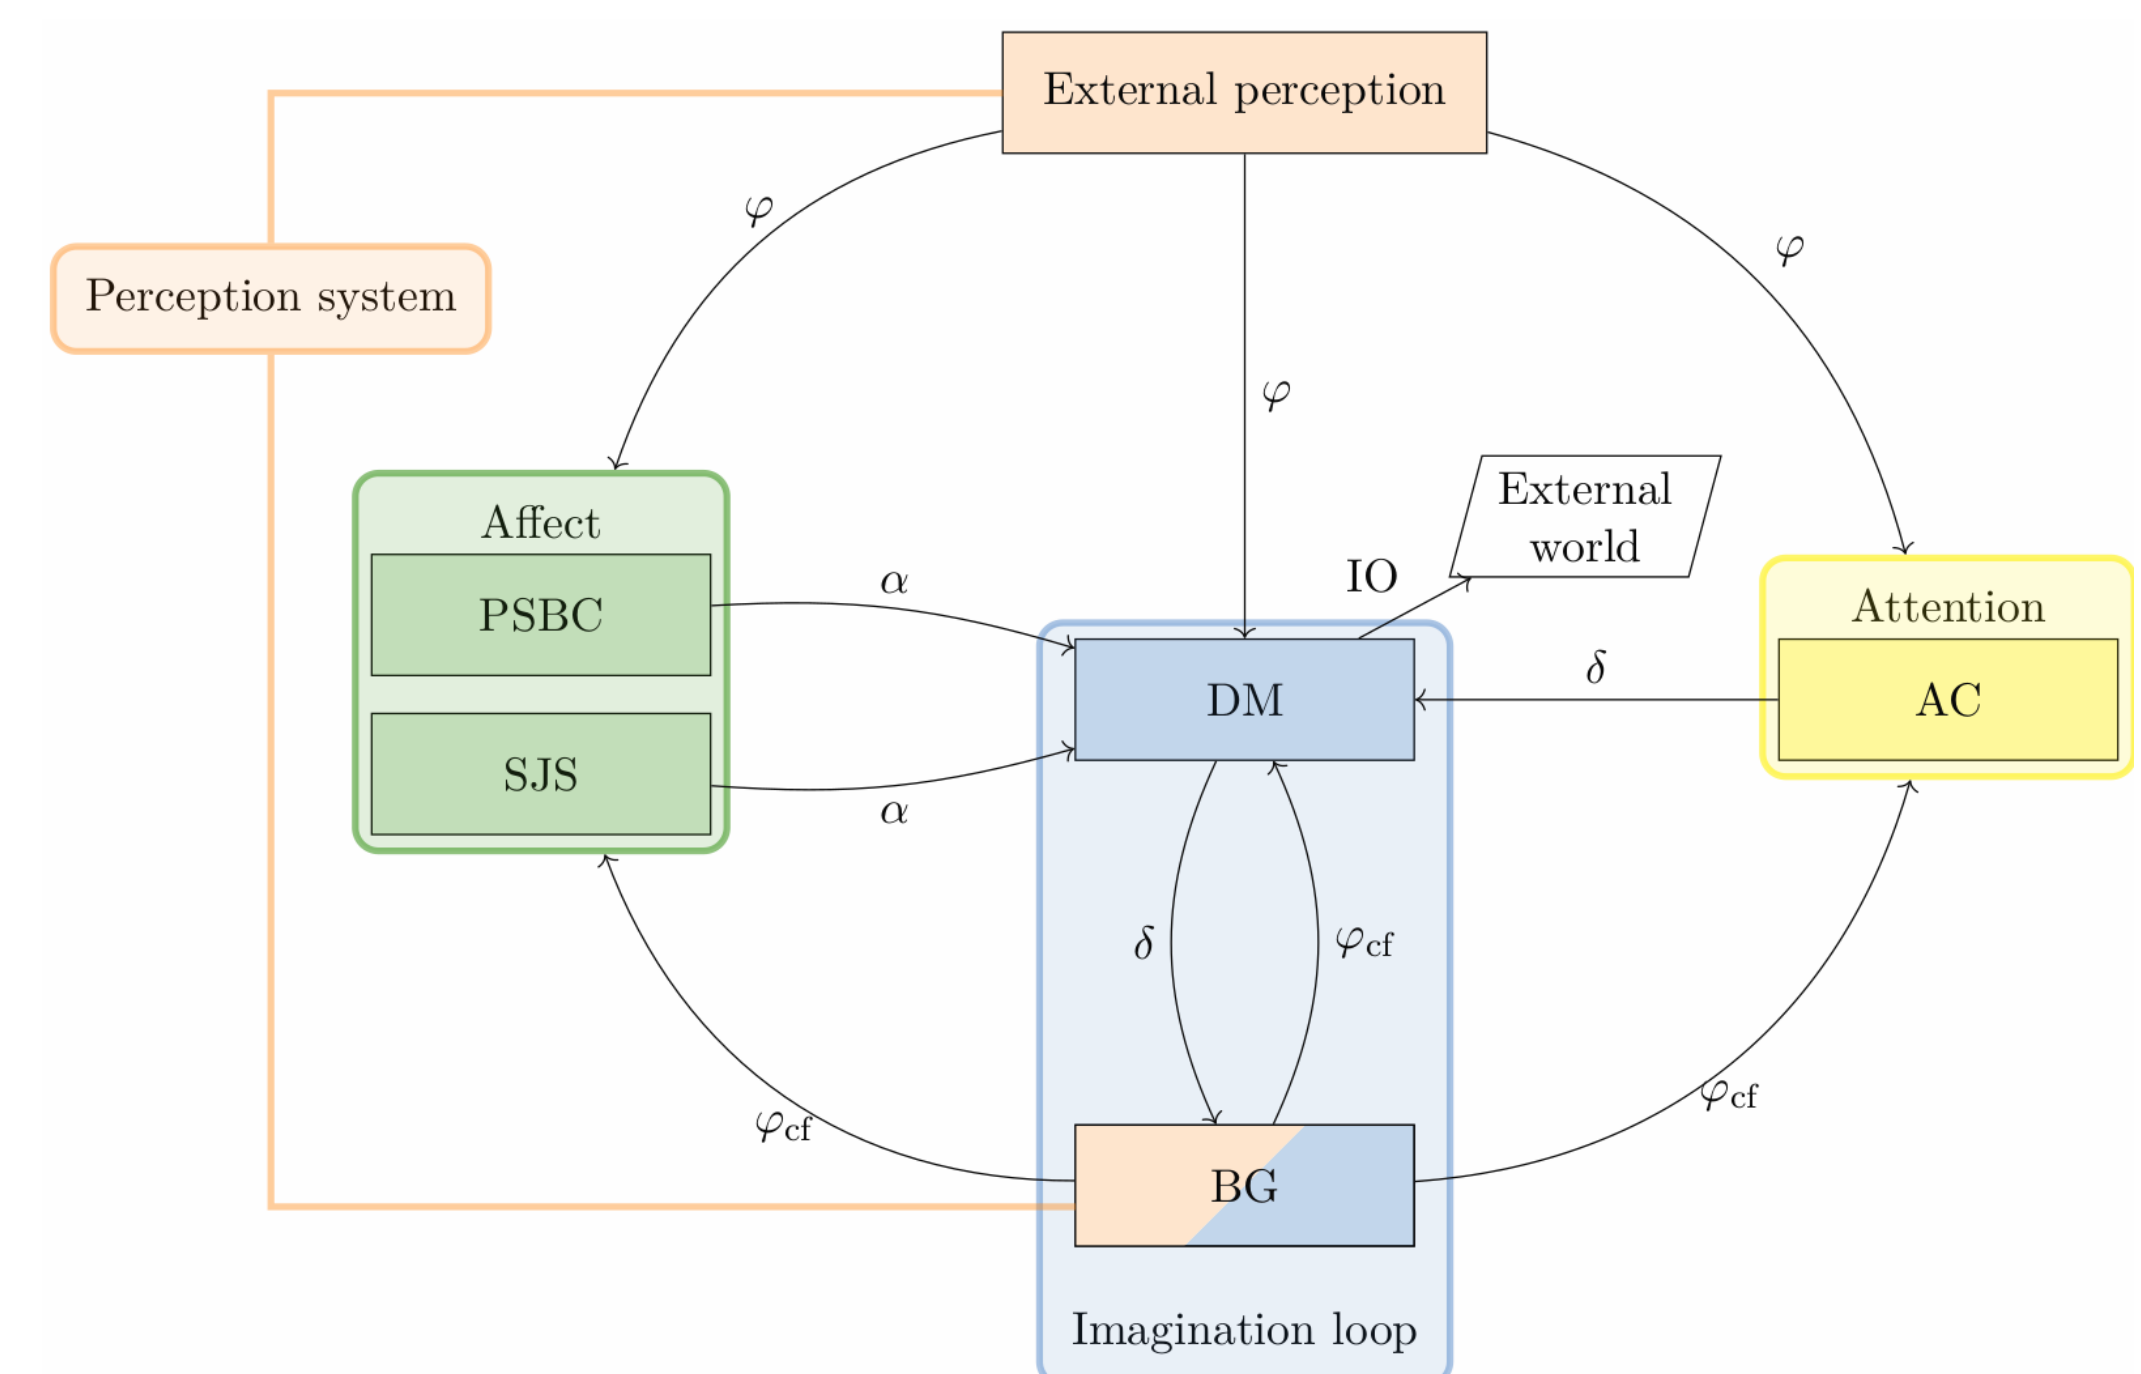 External perception
φ
φ
Perception system
φ
External
world
Affect
IO
α
PSBC
Attention
δ
DM
AC
SJS
α
δ
φcf
φcf
φcf
BG
Imagination loop